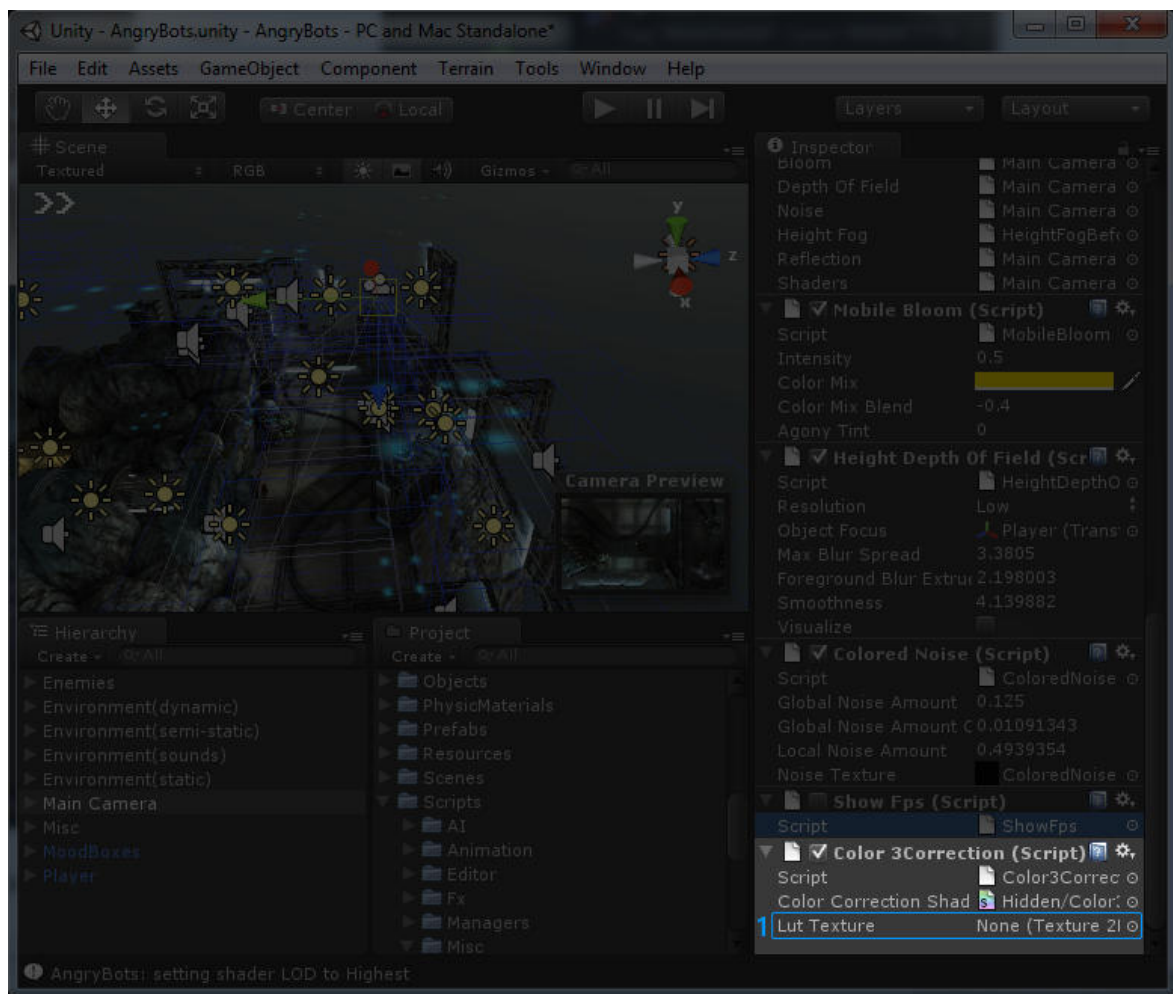 Unity - AngryBots.unity - AngryBots - PC and Mac Standalone*
File Edit Assets GameObject Component Terrain Tools Window Help
Center Local Layers Layout
Scene
Textured RGB Gizmos All
y
z
x
Camera Preview
Hierarchy
Create All
Enemies
Environment(dynamic)
Environment(semi-static)
Environment(sounds)
Environment(static)
Main Camera
Misc
MoodBoxes
Player
Project
Create All
Objects
PhysicMaterials
Prefabs
Resources
Scenes
Scripts
AI
Animation
Editor
Fx
Managers
Misc
Inspector
Bloom Main Camera
Depth Of Field Main Camera
Noise Main Camera
Height Fog HeightFogBef
Reflection Main Camera
Shaders Main Camera
Mobile Bloom (Script)
Script MobileBloom
Intensity 0.5
Color Mix
Color Mix Blend -0.4
Agony Tint 0
Height Depth Of Field (Scr
Script HeightDepthO
Resolution Low
Object Focus Player (Trans
Max Blur Spread 3.3805
Foreground Blur Extru 2.198003
Smoothness 4.139882
Visualize
Colored Noise (Script)
Script ColoredNoise
Global Noise Amount 0.125
Global Noise Amount C 0.01091343
Local Noise Amount 0.4939354
Noise Texture ColoredNoise
Show Fps (Script)
Script ShowFps
Color 3Correction (Script)
Script Color3Correc
Color Correction Shad Hidden/Color
1 Lut Texture None (Texture 2
AngryBots: setting shader LOD to Highest